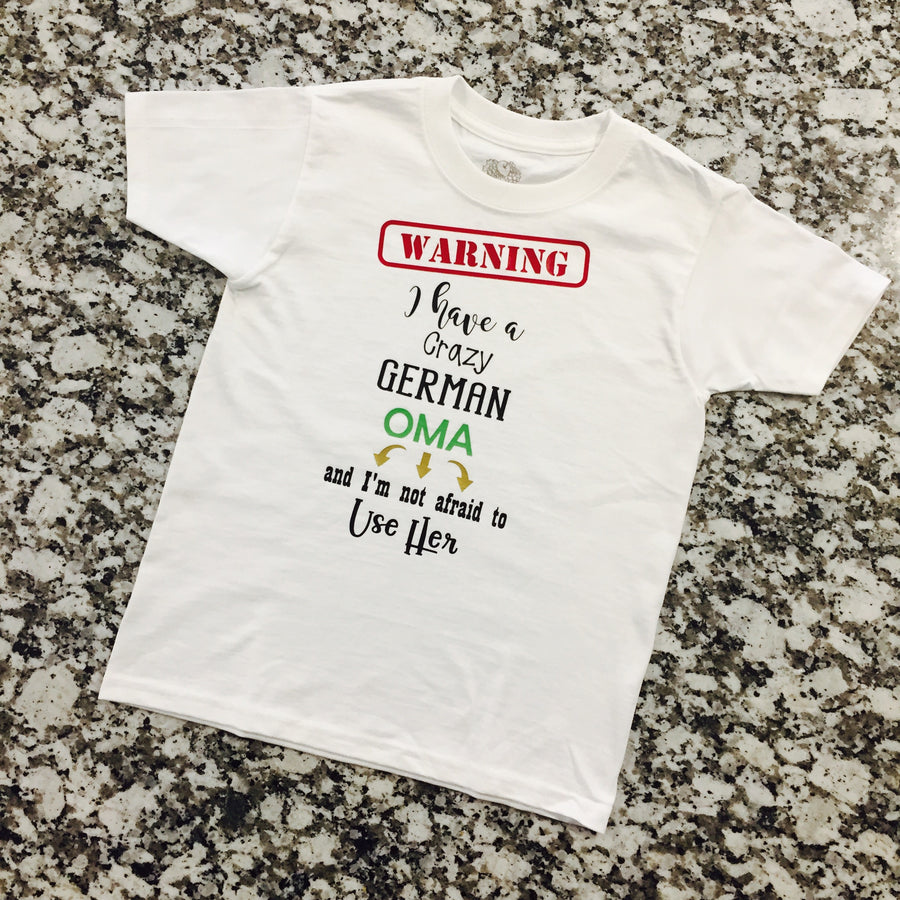 WARNING
I have a
Crazy
GERMAN
OMA
and I'm not afraid to
Use Her